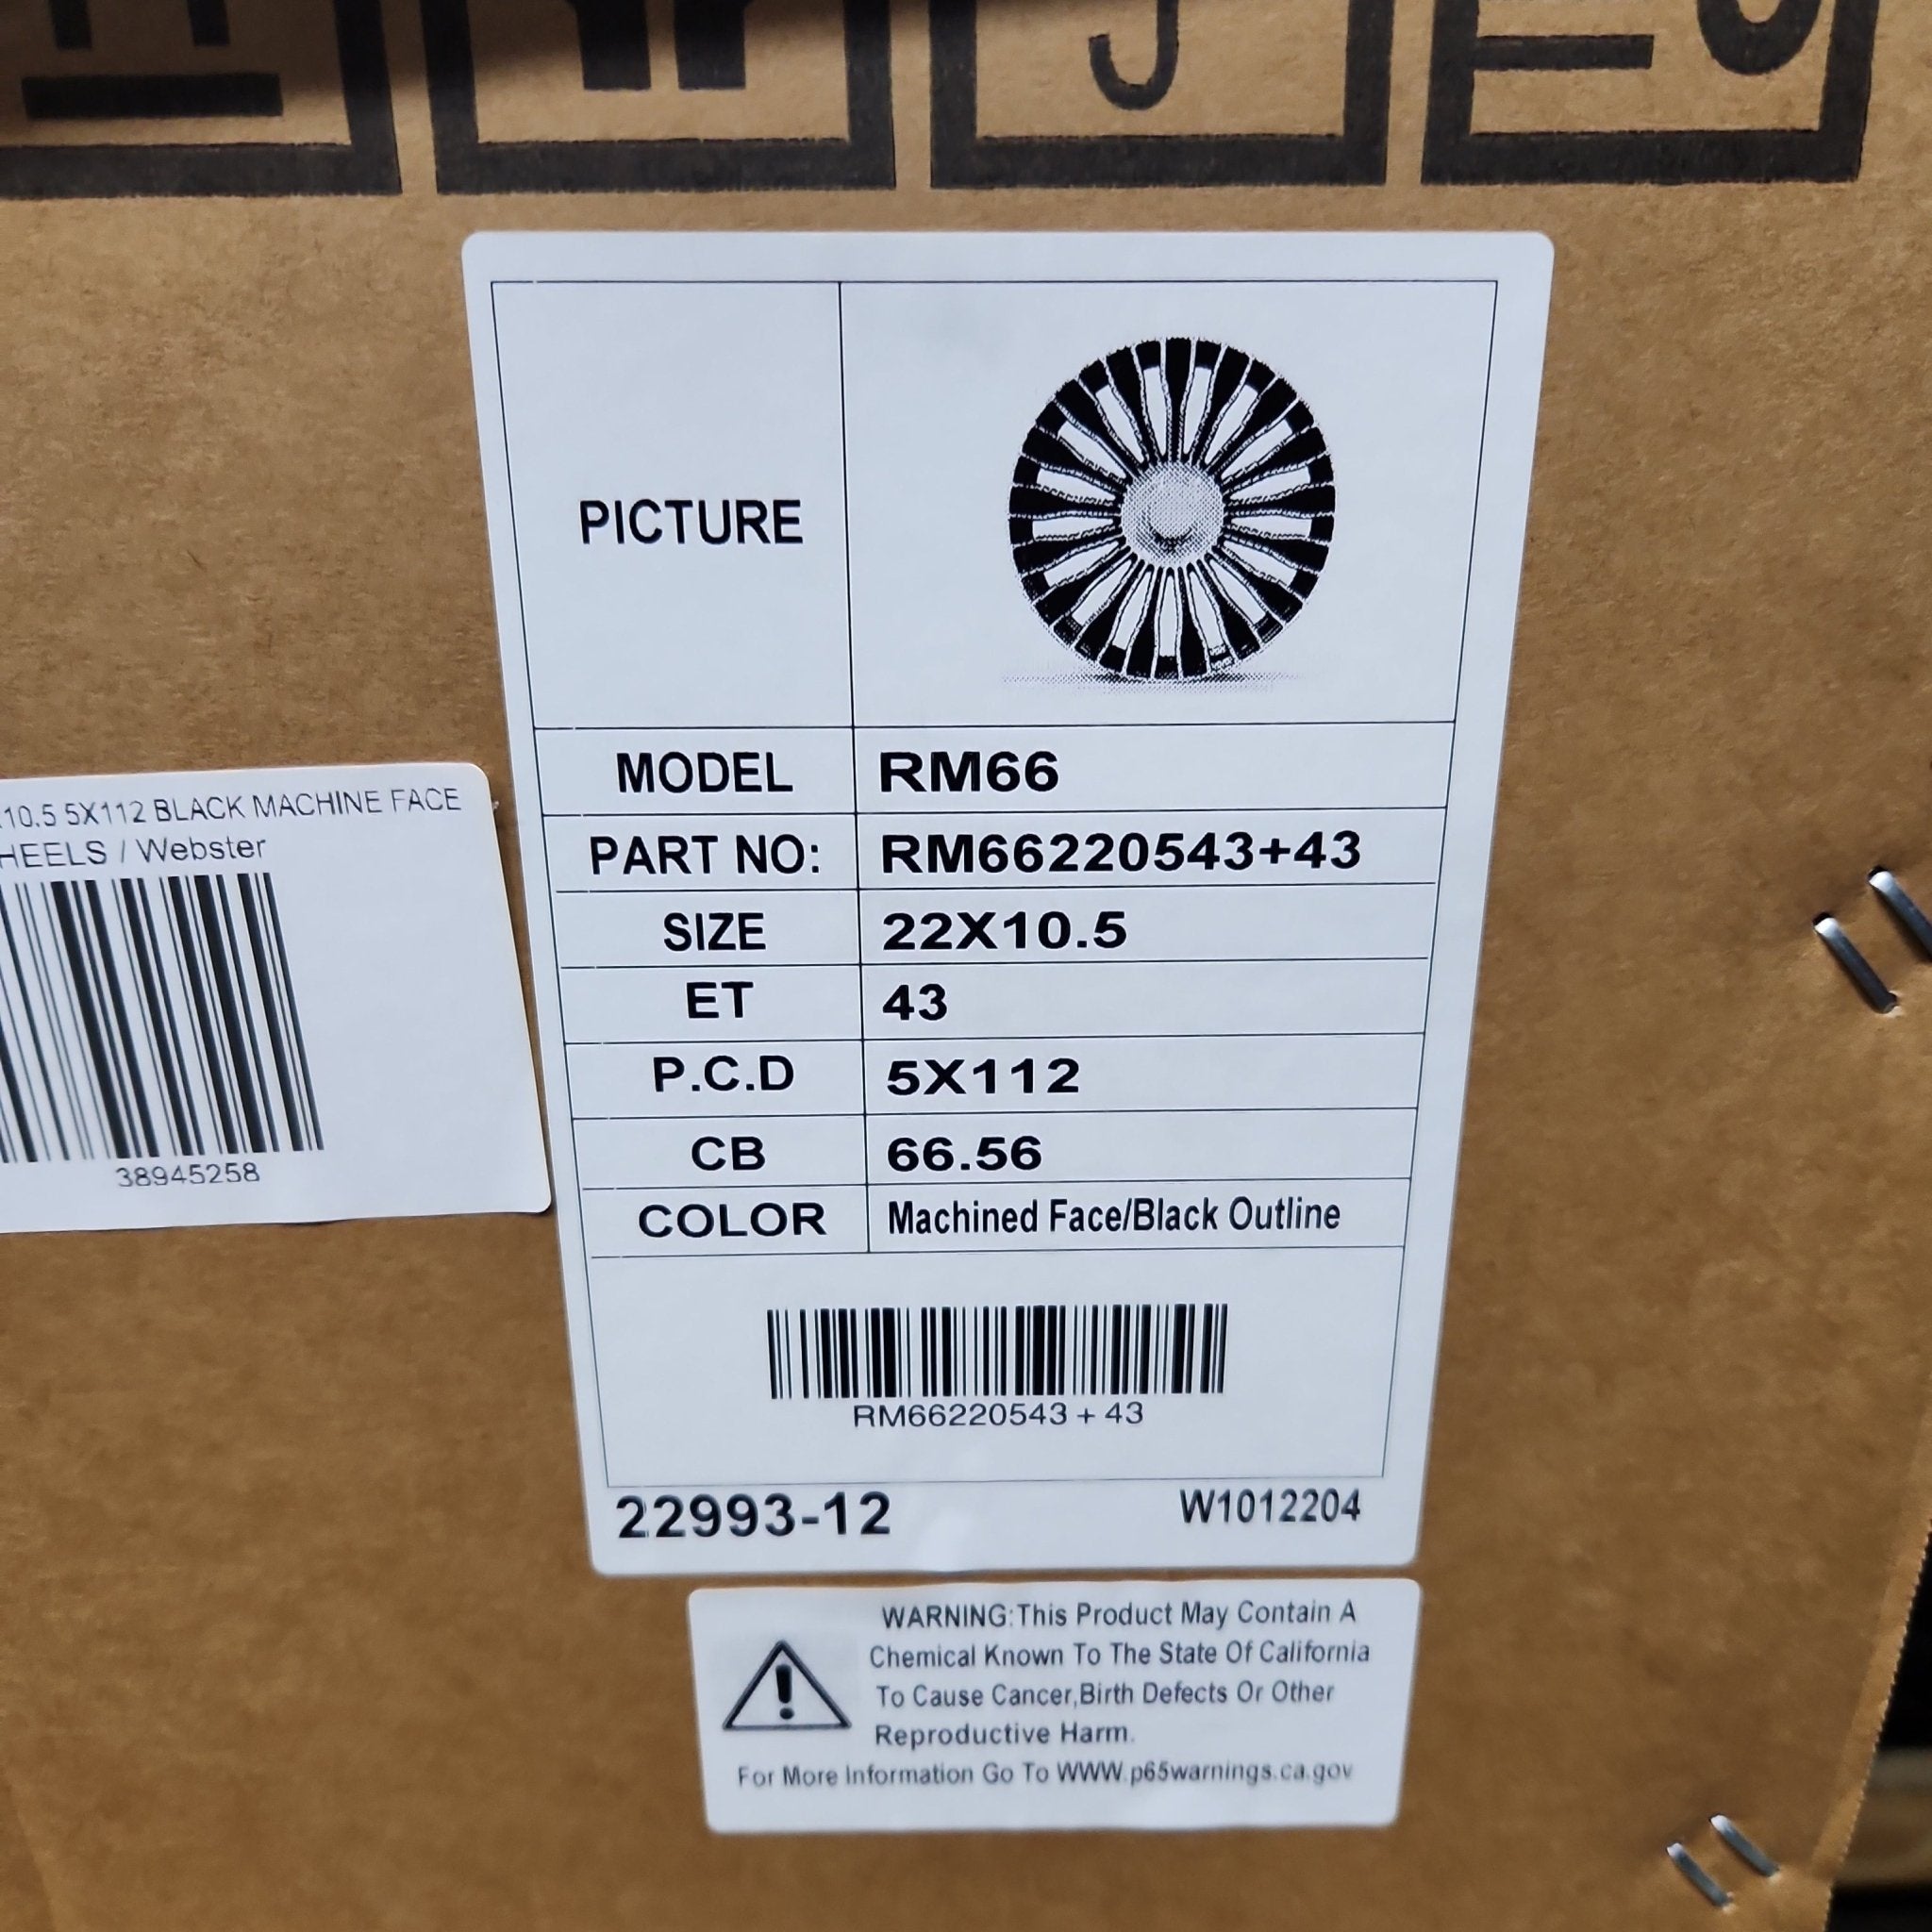 PICTURE
MODEL RM66
PART NO: RM66220543+43
SIZE 22X10.5
ET 43
P.C.D 5X112
CB 66.56
COLOR Machined Face/Black Outline
RM66220543+43
22993-12 W1012204
10.5 5X112 BLACK MACHINE FACE
HEELS / Webster
38945258
WARNING:This Product May Contain A
Chemical Known To The State Of California
To Cause Cancer,Birth Defects Or Other
Reproductive Harm.
For More Information Go To WWW.p65warnings.ca.gov